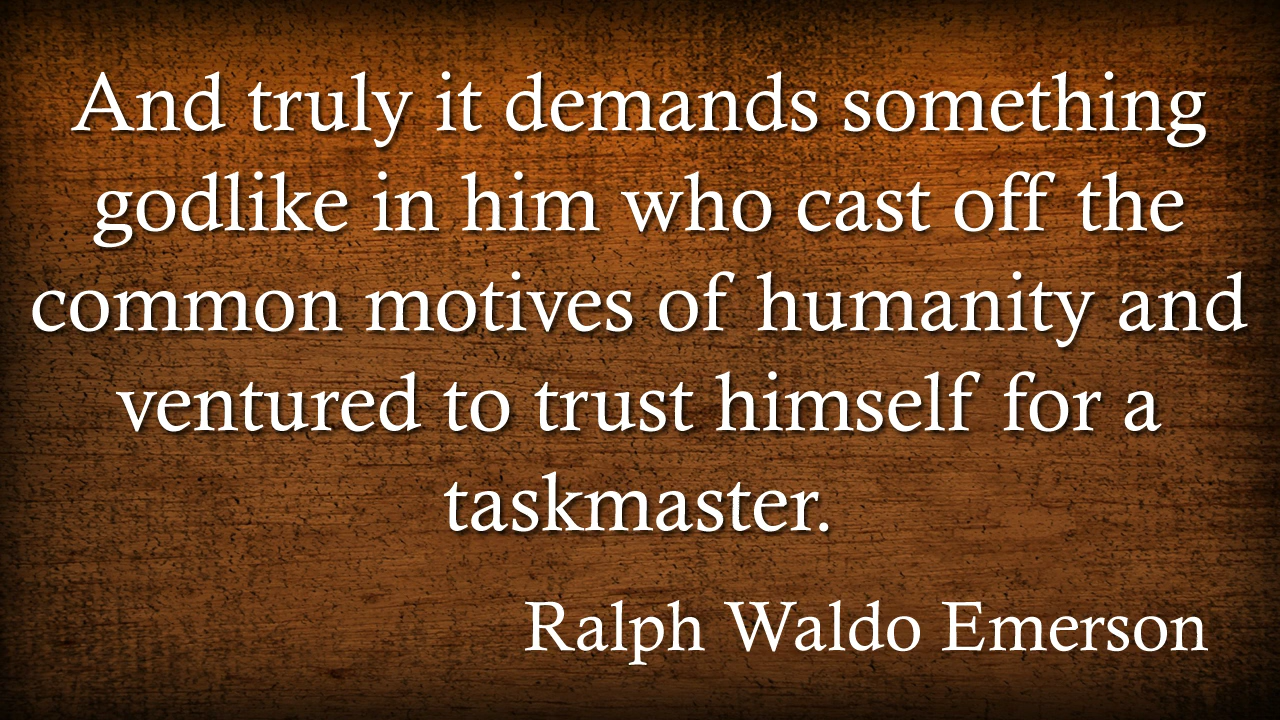 And truly it demands something
godlike in him who cast off the
common motives of humanity and
ventured to trust himself for a
taskmaster.
Ralph Waldo Emerson